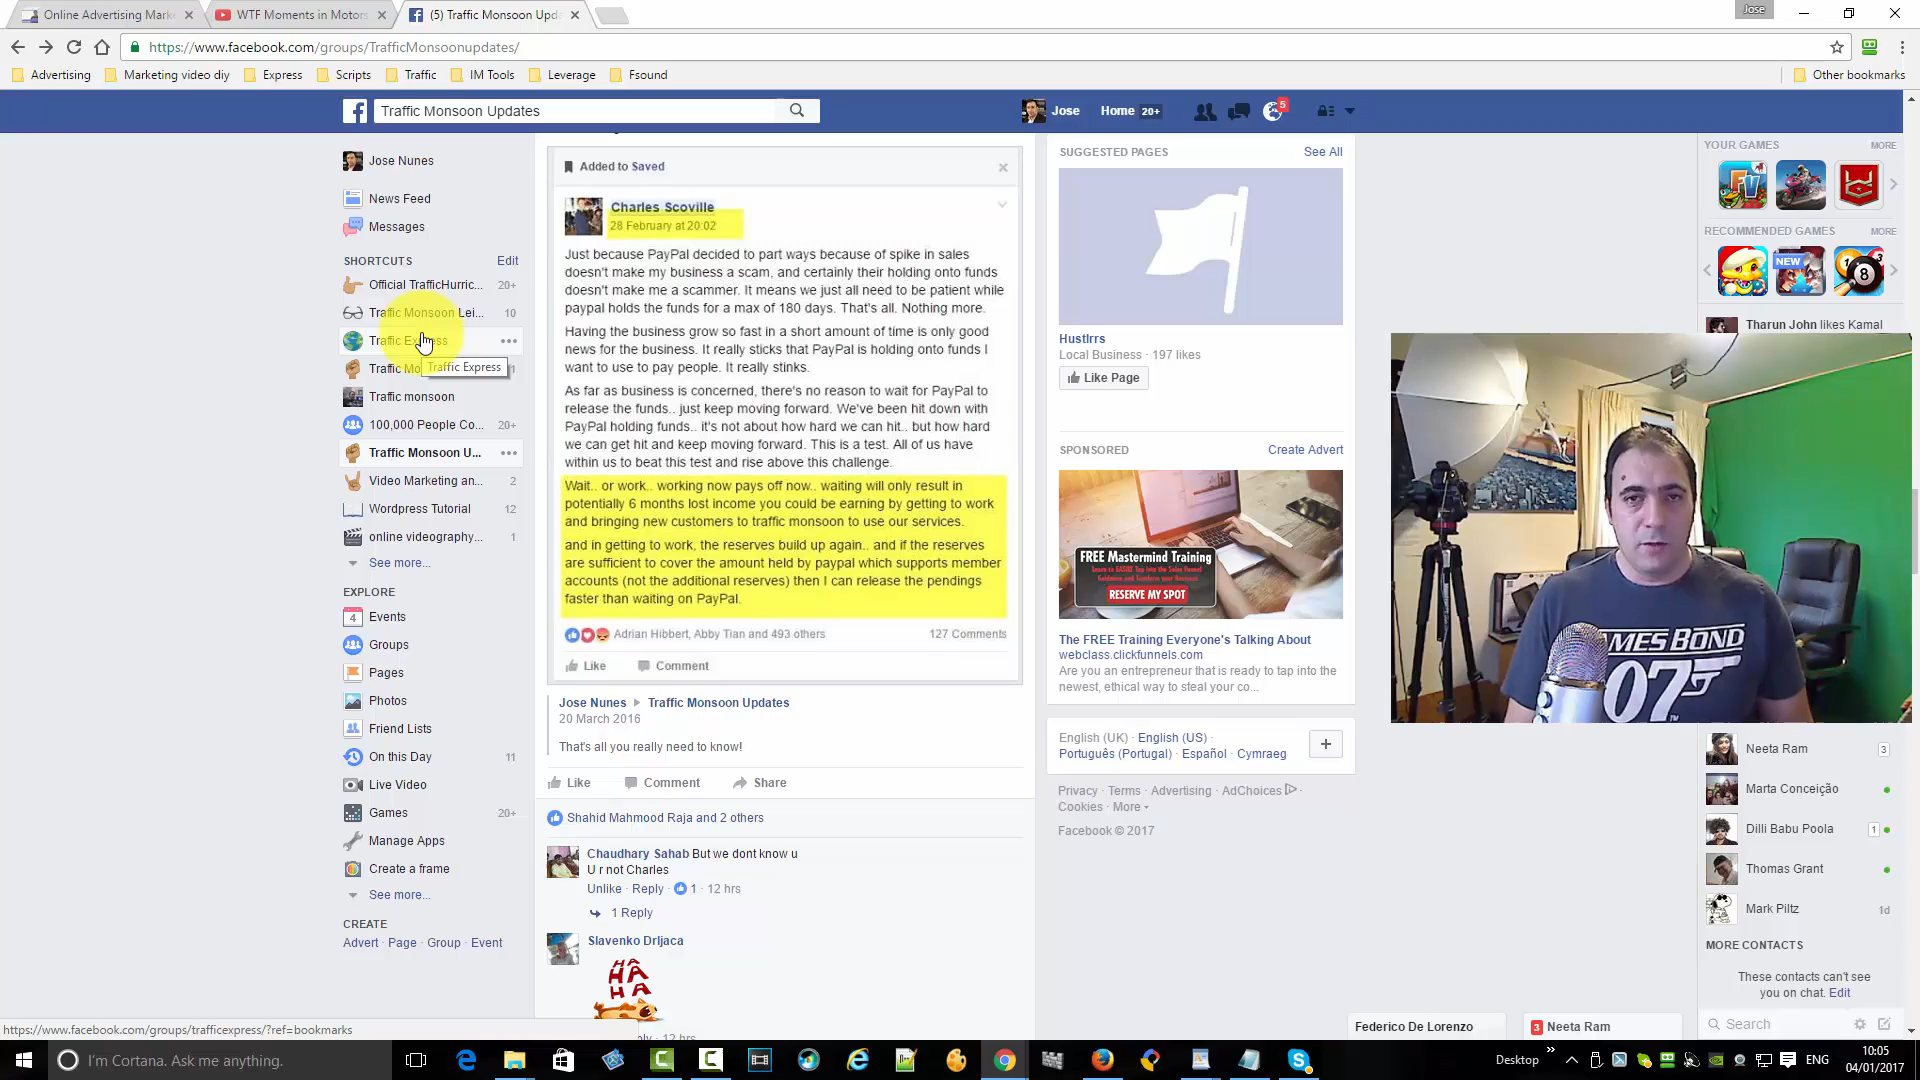 Online Advertising Mark
WTF Moments in Motors
(5) Traffic Monsoon Upd
Jose
https://www.facebook.com/groups/TrafficMonsoonupdates/
Advertising
Marketing video diy
Express
Scripts
Traffic
IM Tools
Leverage
Fsound
Other bookmarks
Traffic Monsoon Updates
Jose
Home 20+
5
Jose Nunes
News Feed
Messages
SHORTCUTS Edit
Official TrafficHurric... 20+
Traffic Monsoon Lei... 10
Traffic Express
Traffic Mo
Traffic Express
Traffic monsoon
100,000 People Co... 20+
Traffic Monsoon U...
Video Marketing an... 2
Wordpress Tutorial 12
online videography... 1
See more...
EXPLORE
4 Events
Groups
Pages
Photos
Friend Lists
On this Day 11
Live Video
Games 20+
Manage Apps
Create a frame
See more...
CREATE
Advert · Page · Group · Event
https://www.facebook.com/groups/trafficexpress/?ref=bookmarks
Added to Saved
Charles Scoville
28 February at 20:02
Just because PayPal decided to part ways because of spike in sales
doesn't make my business a scam, and certainly their holding onto funds
doesn't make me a scammer. It means we just all need to be patient while
paypal holds the funds for a max of 180 days. That's all. Nothing more.
Having the business grow so fast in a short amount of time is only good
news for the business. It really sticks that PayPal is holding onto funds I
want to use to pay people. It really stinks.
As far as business is concerned, there's no reason to wait for PayPal to
release the funds.. just keep moving forward. We've been hit down with
PayPal holding funds.. it's not about how hard we can hit.. but how hard
we can get hit and keep moving forward. This is a test. All of us have
within us to beat this test and rise above this challenge.
Wait.. or work.. working now pays off now.. waiting will only result in
potentially 6 months lost income you could be earning by getting to work
and bringing new customers to traffic monsoon to use our services.
and in getting to work, the reserves build up again.. and if the reserves
are sufficient to cover the amount held by paypal which supports member
accounts (not the additional reserves) then I can release the pendings
faster than waiting on PayPal.
Adrian Hibbert, Abby Tian and 493 others 127 Comments
Like Comment
Jose Nunes ▶ Traffic Monsoon Updates
20 March 2016
That's all you really need to know!
Like Comment Share
Shahid Mahmood Raja and 2 others
Chaudhary Sahab But we dont know u
U r not Charles
Unlike · Reply · 1 · 12 hrs
1 Reply
Slavenko Drljaca
HA
HA
HA
12 hrs
SUGGESTED PAGES See All
Hustlrrs
Local Business · 197 likes
Like Page
SPONSORED Create Advert
FREE Mastermind Training
RESERVE MY SPOT
The FREE Training Everyone's Talking About
webclass.clickfunnels.com
Are you an entrepreneur that is ready to tap into the
newest, ethical way to steal your co...
English (UK) · English (US) ·
Português (Portugal) · Español · Cymraeg
Privacy · Terms · Advertising · AdChoices ·
Cookies · More
Facebook © 2017
YOUR GAMES MORE
RECOMMENDED GAMES MORE
NEW
8
Tharun John likes Kamal
JAMES BOND
007
Neeta Ram 3
Marta Conceição
Dilli Babu Poola 1
Thomas Grant
Mark Piltz 1d
MORE CONTACTS
These contacts can't see
you on chat. Edit
Search
Federico De Lorenzo
3 Neeta Ram
I'm Cortana. Ask me anything.
Desktop
ENG
10:05
04/01/2017